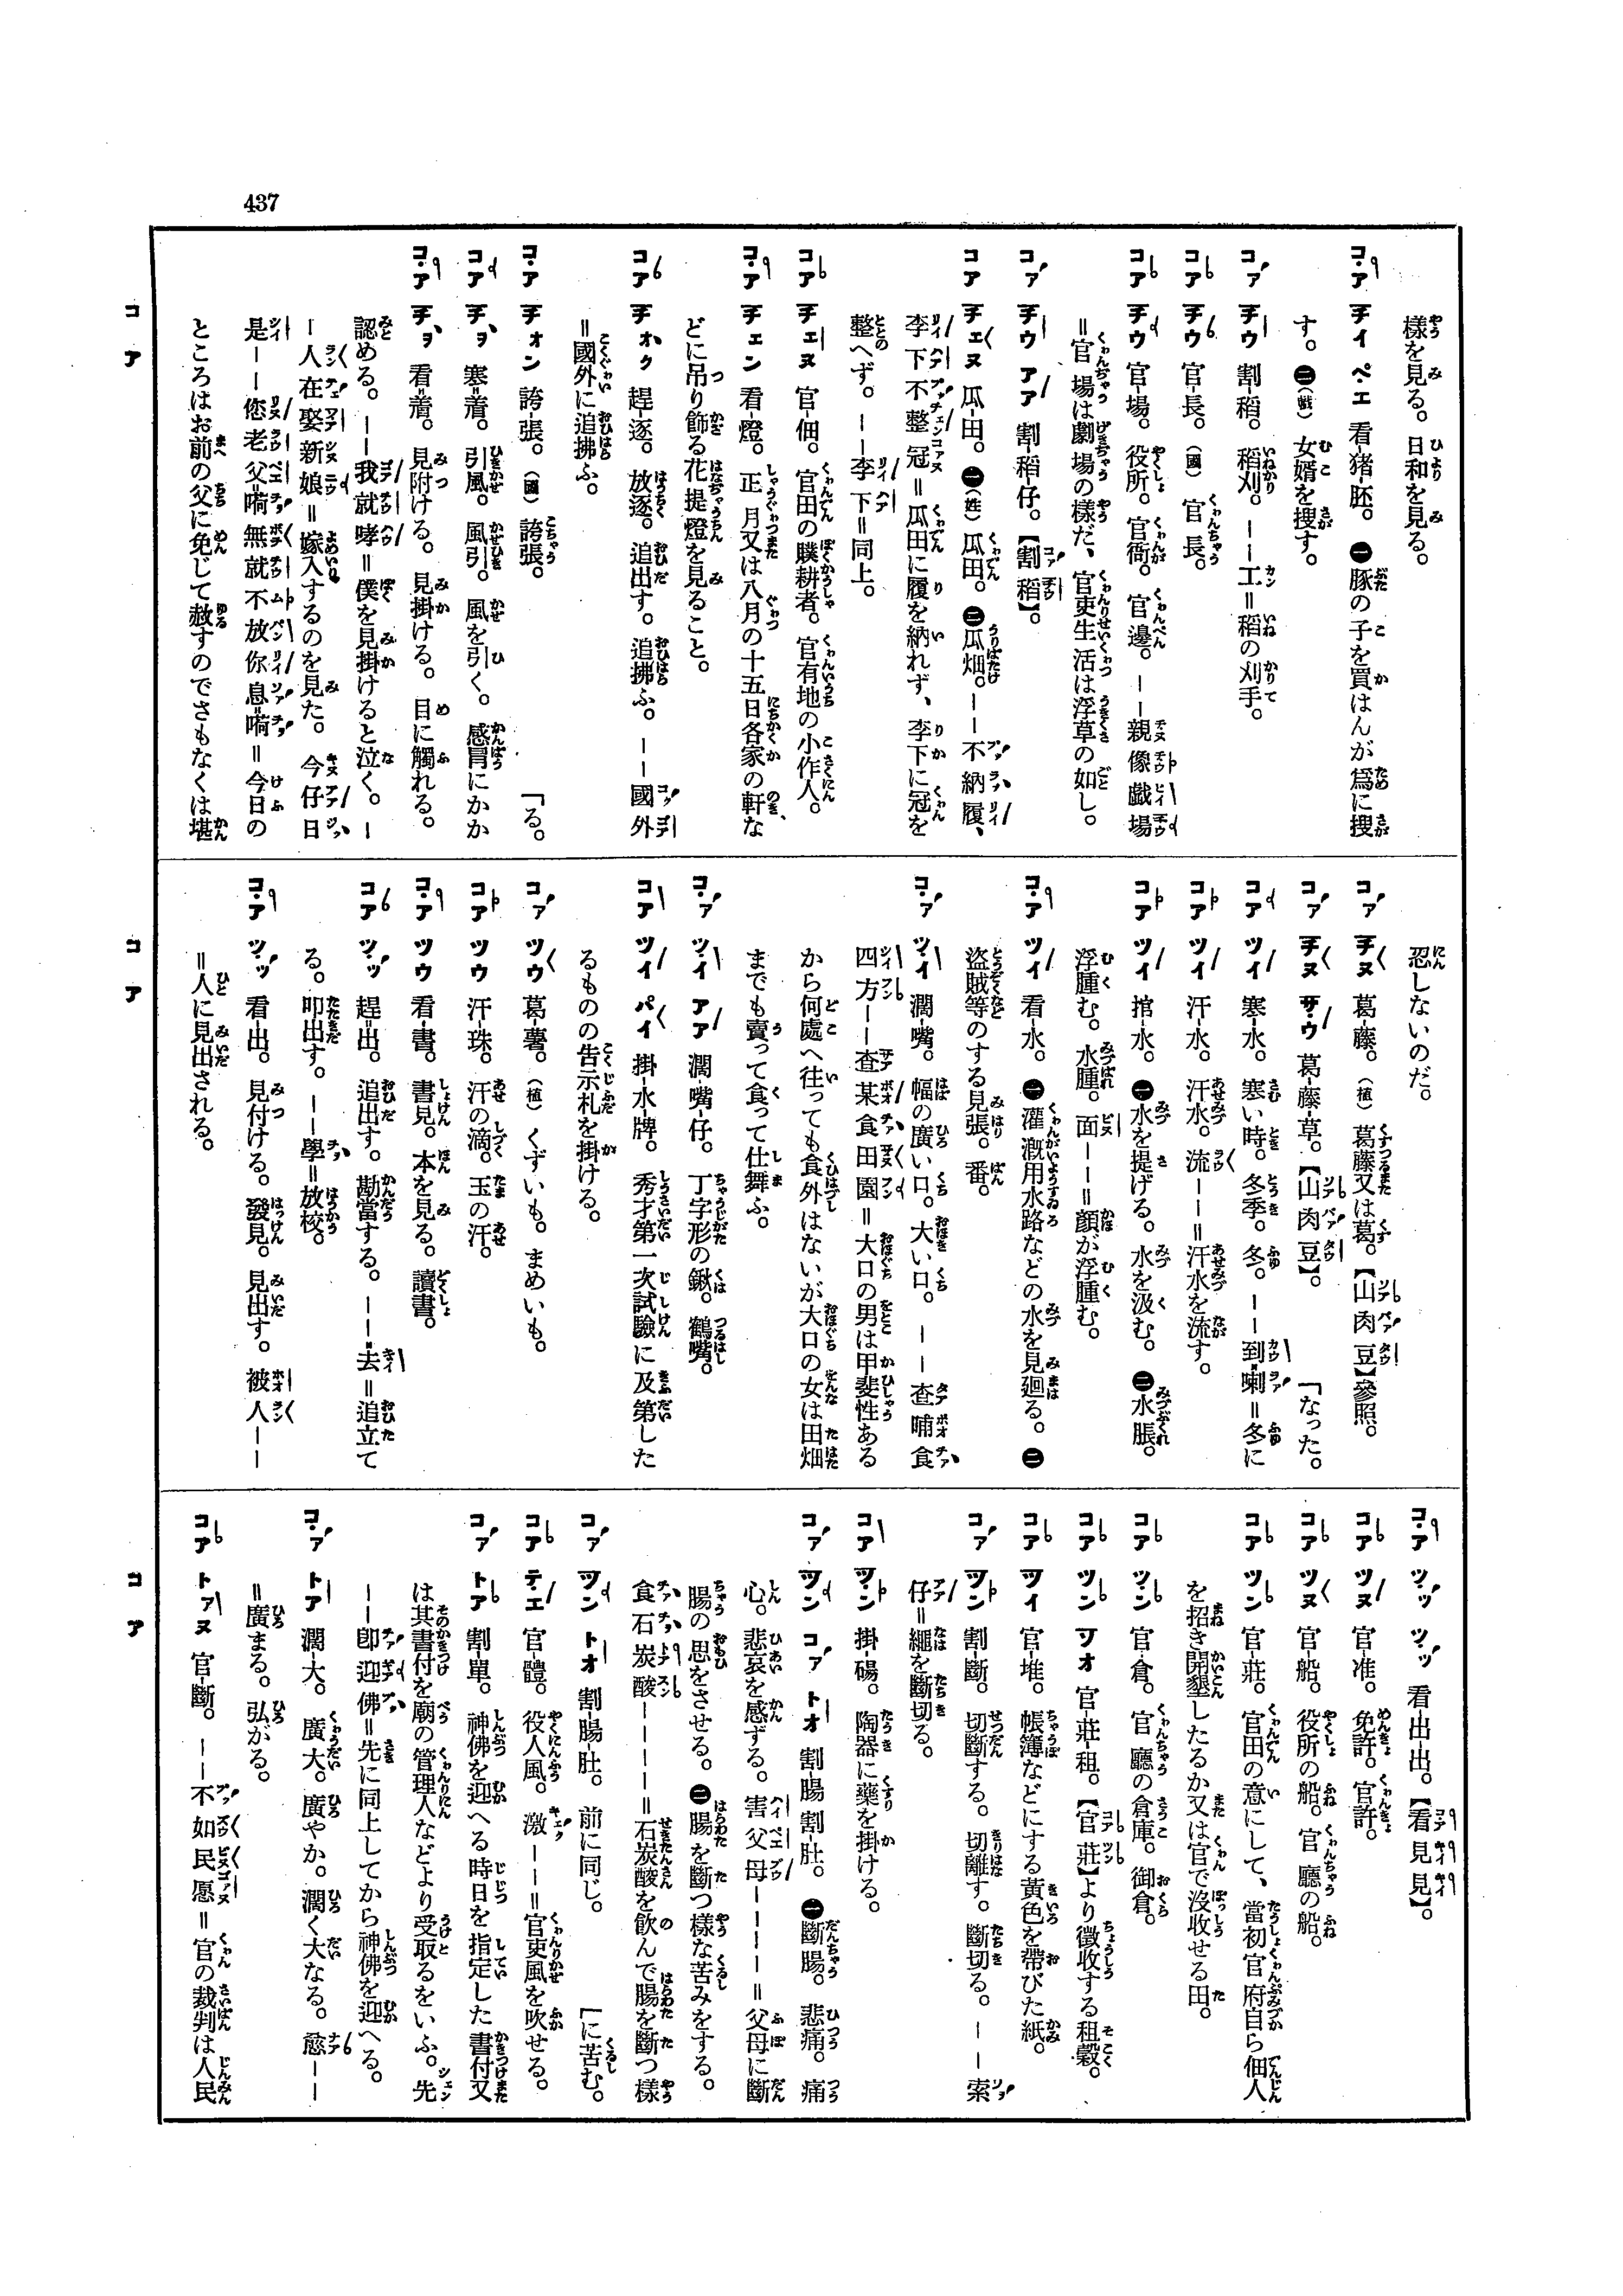 437
樣を見る。日和を見る。
コ・ア チイ ペ・エ 看-猪-胚。 ㊀豚の子を買はんが爲に捜
す。㊁(戯) 女婿を捜す。
コァ チウ 割-稻。 稻刈。 ——工=稻の刈手。
コア チウ 官-長。(國) 官長。
コア チウ 官-場。 役所。官衙。官邊。 ——親像戯場
=官場は劇場の樣だ、官吏生活は浮草の如し。
コァ チウ アア 割-稻-仔。【割稻】。
コア チェヌ 瓜-田。 ㊀(姓) 瓜田。㊁瓜畑。 ——不納履、
李下不整冠=瓜田に履を納れず、李下に冠を
整へず。 ——李下=同上。
コア チェヌ 官-佃。 官田の贌耕者。官有地の小作人。
コ・ア チェン 看-燈。 正月又は八月の十五日各家の軒な
どに吊り飾る花提燈を見ること。
コア チォク 趕-逐。 放逐。追出す。追拂ふ。 ——國外
=國外に追拂ふ。
コ・ア チォン 誇-張。(國) 誇張。
コア チ・ヲ 寒=着。 引風。風引。風を引く。感冒にかか「る。
コ・ア チ・ヲ 看=着。 見附ける。見掛ける。目に觸れる。
認める。 ——我就哮=僕を見掛けると泣く。 —
—人在娶新娘=嫁入するのを見た。今仔日
是——您老父嗬無就不放你息嗬=今日の
ところはお前の父に免じて赦すのでさもなくは堪
コ ア
忍しないのだ。
コ・ァ チヌ 葛-藤。(植) 葛藤又は葛。【山肉豆】參照。
コ・ァ チヌ サ・ウ 葛-藤-草。【山肉豆】。
コア ツイ 寒-水。 寒い時。冬季。冬。 ——到喇=冬に「なった。
コア ツイ 汗-水。 汗水。流——=汗水を流す。
コア ツイ 捾-水。 ㊀水を提げる。水を汲む。㊁水脹。
浮腫む。水腫。面——=顔が浮腫む。
コ・ア ツイ 看-水。 ㊀灌漑用水路などの水を見廻る。㊁
盜賊等のする見張。番。
コ・ァ ツ・イ 濶-嘴。 幅の廣い口。大い口。 ——查晡食
四方——查某食田園=大口の男は甲斐性ある
から何處へ往っても食外はないが大口の女は田畑
までも賣って食って仕舞ふ。
コ・ァ ツ・イ アア 濶-嘴-仔。 丁字形の鍬。鶴嘴。
コア ツイ パイ 掛-水-牌。 秀才第一次試驗に及第した
るものの告示札を掛ける。
コァ ツウ 葛-薯。(植) くずいも。まめいも。
コア ツウ 汗-珠。 汗の滴。玉の汗。
コ・ア ツウ 看-書。 書見。本を見る。讀書。
コア ツ・ッ 趕=出。 追出す。勘當する。 ——去=追立て
る。叩出す。 ——學=放校。
コ・ア ツ・ッ 看=出。 見付ける。發見。見出す。被人——
=人に見出される。
コ ア
コ・ア ツ・ッ ツ・ッ 看-出-出。【看見見】。
コア ツヌ 官-准。 免許。官許。
コア ツヌ 官-船。 役所の船。官廳の船。
コア ツン 官-莊。 官田の意にして、當初官府自ら佃人
を招き開墾したるか又は官で沒收せる田。
コア ツ・ン 官-倉。 官廳の倉庫。御倉。
コア ツン ソオ 官-莊-租。【官莊】より徴收する租穀。
コア ツイ 官-堆。 帳簿などにする黃色を帶びた紙。
コァ ツン 割-斷。 切斷する。切離す。斷切る。 ——索
仔=繩を斷切る。
コア ツ・ン 掛-碭。 陶器に藥を掛ける。
コァ ツン コァ トオ 割-腸割-肚。 ㊀斷腸。悲痛。痛
心。悲哀を感ずる。害父母————=父母に斷
腸の思をさせる。㊁腸を斷つ樣な苦みをする。
食石炭酸————=石炭酸を飲んで腸を斷つ樣「に苦む。
コァ ツン トオ 割-腸-肚。 前に同じ。
コア テ・エ 官-體。 役人風。激——=官吏風を吹せる。
コァ トア 割-單。 神佛を迎へる時日を指定した書付又
は其書付を廟の管理人などより受取るをいふ。先
——卽迎佛=先に同上してから神佛を迎へる。
コ・ァ トア 濶-大。 廣大。廣やか。濶く大なる。愈——
=廣まる。弘がる。
コア トァヌ 官-斷。 ——不如民愿=官の裁判は人民
コ ア